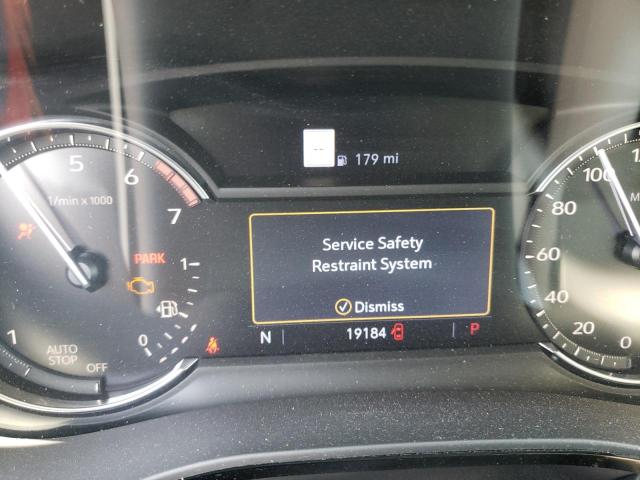 179 mi
5
6
7
1/min x 1000
PARK
1
0
1
AUTO
STOP
OFF
Service Safety
Restraint System
Dismiss
N
19184
P
100
80
60
40
20
0